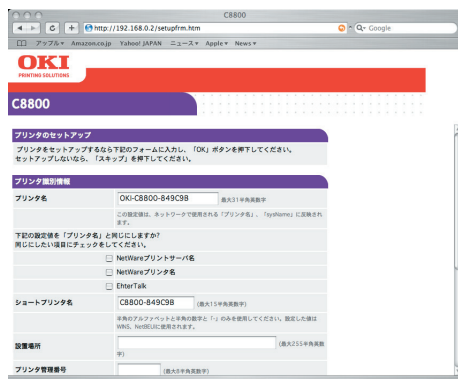 C8800
http://192.168.0.2/setupfrm.htm
Google
アップル Amazon.co.jp Yahoo! JAPAN ニュース Apple News
OKI
PRINTING SOLUTIONS
C8800
プリンタのセットアップ
プリンタをセットアップするなら下記のフォームに入力し、「OK」ボタンを押下してください。
セットアップしないなら、「スキップ」を押下してください。
プリンタ識別情報
プリンタ名 OKI-C8800-849C9B 最大31半角英数字
この設定値は、ネットワークで使用される「プリンタ名」、「sysName」に反映され
ます。
下記の設定値を「プリンタ名」と同じにしますか?
同じにしたい項目にチェックをしてください。
NetWareプリントサーバ名
NetWareプリンタ名
EhterTalk
ショートプリンタ名 C8800-849C9B (最大15半角英数字)
半角のアルファベットと半角の数字と「-」のみを使用してください。設定した値は
WINS、NetBEUIに使用されます。
設置場所 (最大255半角英数
字)
プリンタ管理番号 (最大8半角英数字)